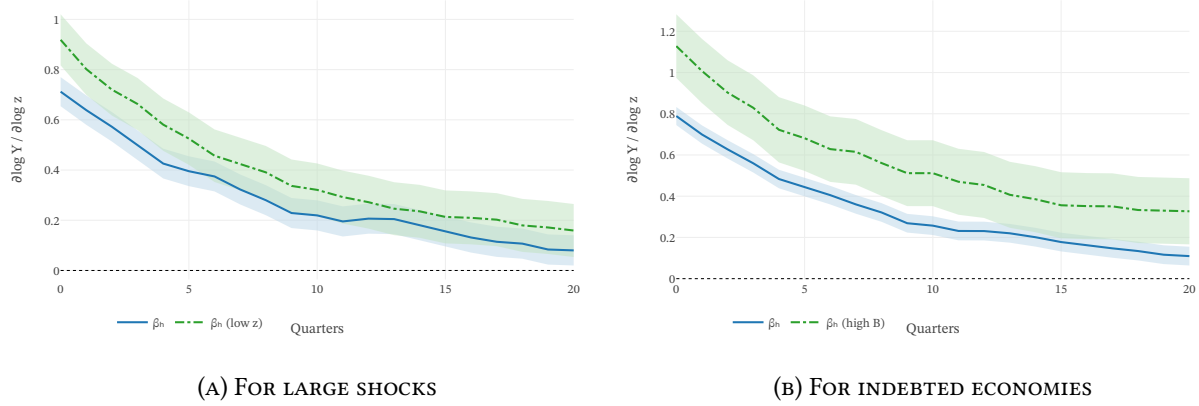 ∂log Y / ∂log z
1
0.8
0.6
0.4
0.2
0
0 5 10 15 20
βₕ βₕ (low z) Quarters
(A) For large shocks
∂log Y / ∂log z
1.2
1
0.8
0.6
0.4
0.2
0
0 5 10 15 20
βₕ βₕ (high B) Quarters
(B) For indebted economies